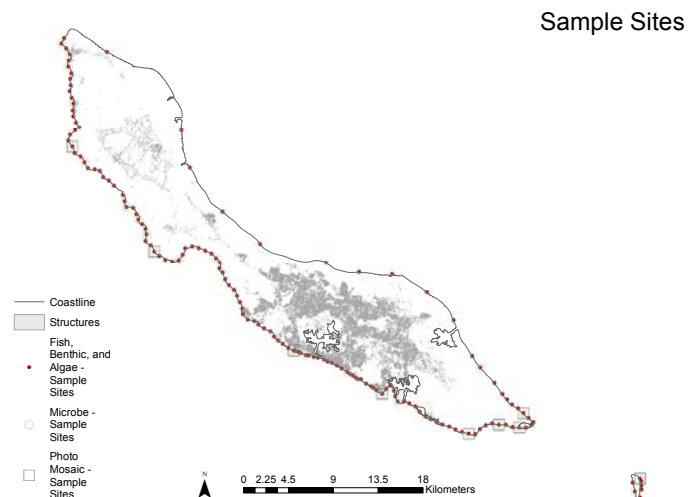 Sample Sites
Coastline
Structures
Fish,
Benthic, and
Algae -
Sample
Sites
Microbe -
Sample
Sites
Photo
Mosaic -
Sample
Sites
N
0 2.25 4.5 9 13.5 18
Kilometers